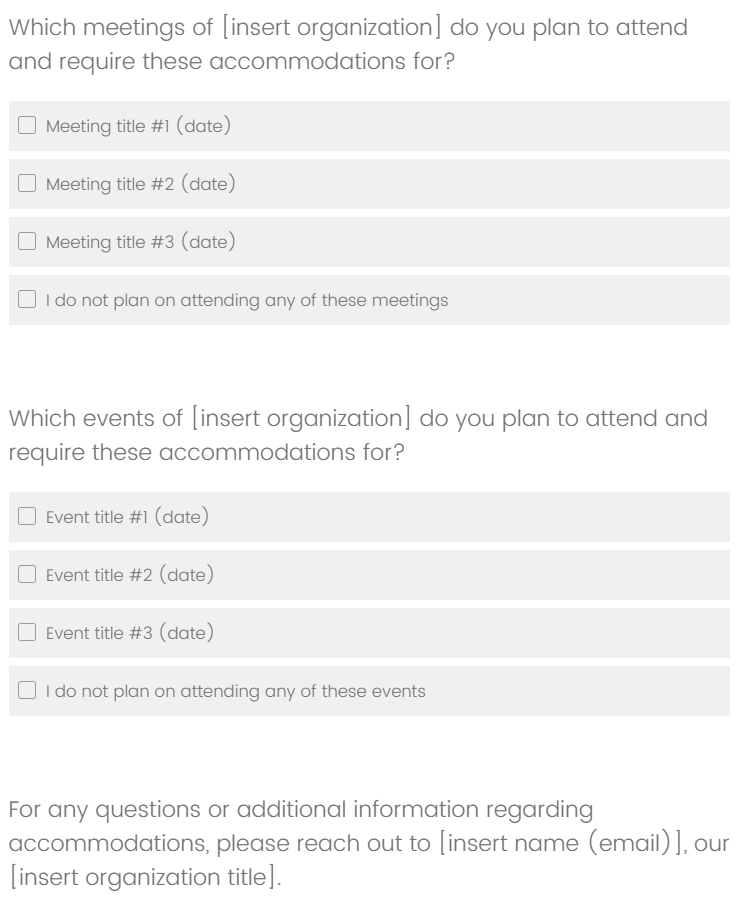 Which meetings of [insert organization] do you plan to attend
and require these accommodations for?
Meeting title #1 (date)
Meeting title #2 (date)
Meeting title #3 (date)
I do not plan on attending any of these meetings
Which events of [insert organization] do you plan to attend and
require these accommodations for?
Event title #1 (date)
Event title #2 (date)
Event title #3 (date)
I do not plan on attending any of these events
For any questions or additional information regarding
accommodations, please reach out to [insert name (email)], our
[insert organization title].